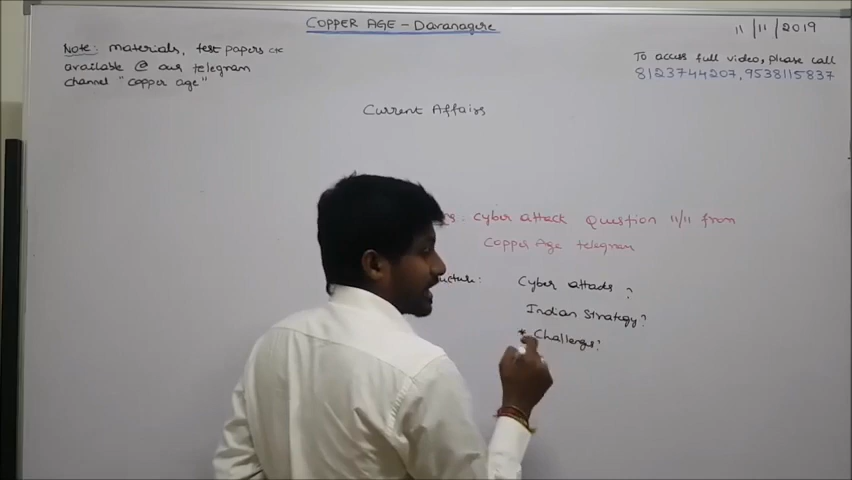 COPPER AGE - Davanagere
11/11/2019
Note: materials, test papers etc
available @ our telegram
channel "copper age"
To access full video, please call
8123744207, 9538115837
Current Affairs
: cyber attack Question 11/11 from
Copper Age telegram
ucture:
Cyber attacks ?
Indian Strategy?
* Challenges?